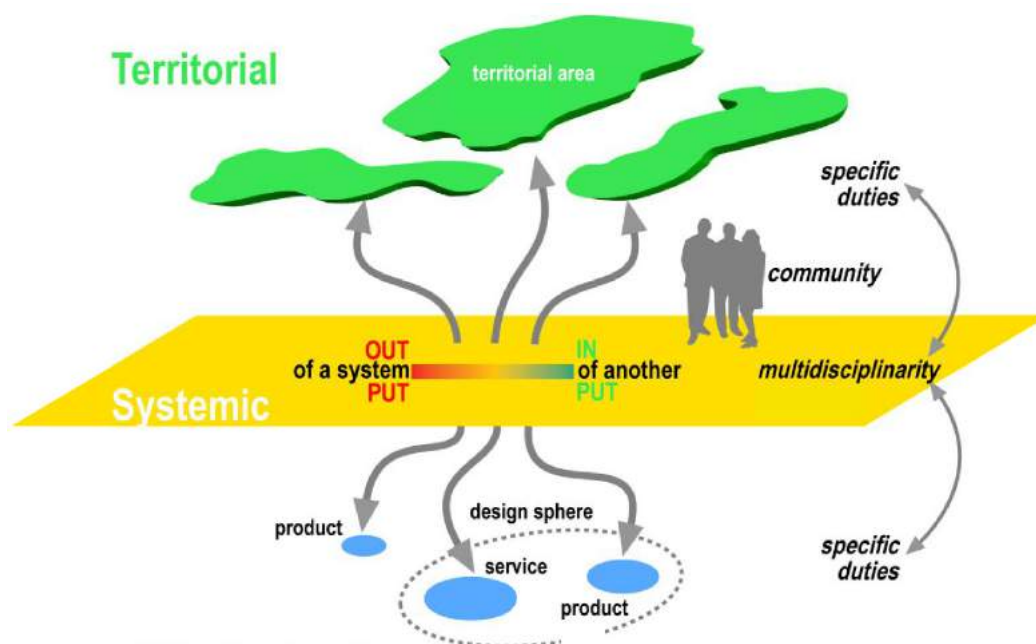 Territorial
territorial area
specific
duties
community
OUT
IN
of a system
of another
PUT
PUT
multidisciplinarity
Systemic
design sphere
product
service
product
specific
duties